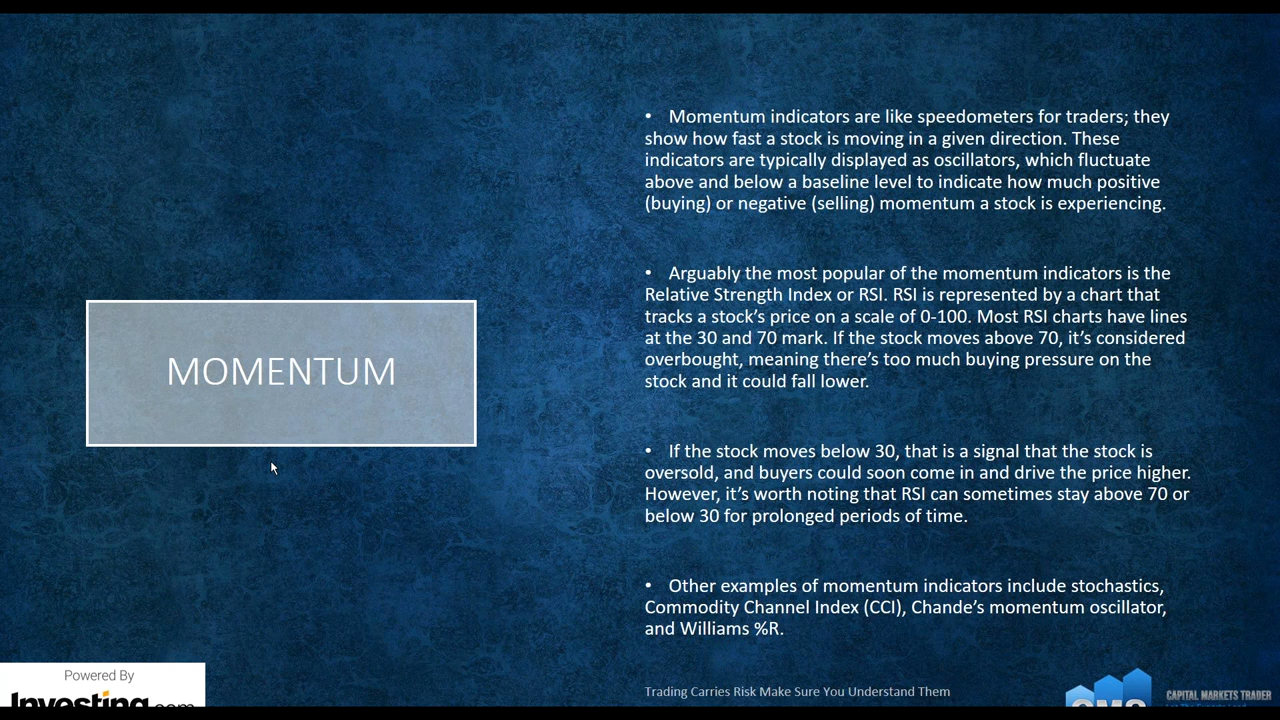 • Momentum indicators are like speedometers for traders; they
show how fast a stock is moving in a given direction. These
indicators are typically displayed as oscillators, which fluctuate
above and below a baseline level to indicate how much positive
(buying) or negative (selling) momentum a stock is experiencing.
• Arguably the most popular of the momentum indicators is the
Relative Strength Index or RSI. RSI is represented by a chart that
tracks a stock’s price on a scale of 0-100. Most RSI charts have lines
at the 30 and 70 mark. If the stock moves above 70, it’s considered
overbought, meaning there’s too much buying pressure on the
stock and it could fall lower.
MOMENTUM
• If the stock moves below 30, that is a signal that the stock is
oversold, and buyers could soon come in and drive the price higher.
However, it’s worth noting that RSI can sometimes stay above 70 or
below 30 for prolonged periods of time.
• Other examples of momentum indicators include stochastics,
Commodity Channel Index (CCI), Chande’s momentum oscillator,
and Williams %R.
Powered By
Investing.com
Trading Carries Risk Make Sure You Understand Them
CAPITAL MARKETS TRADER